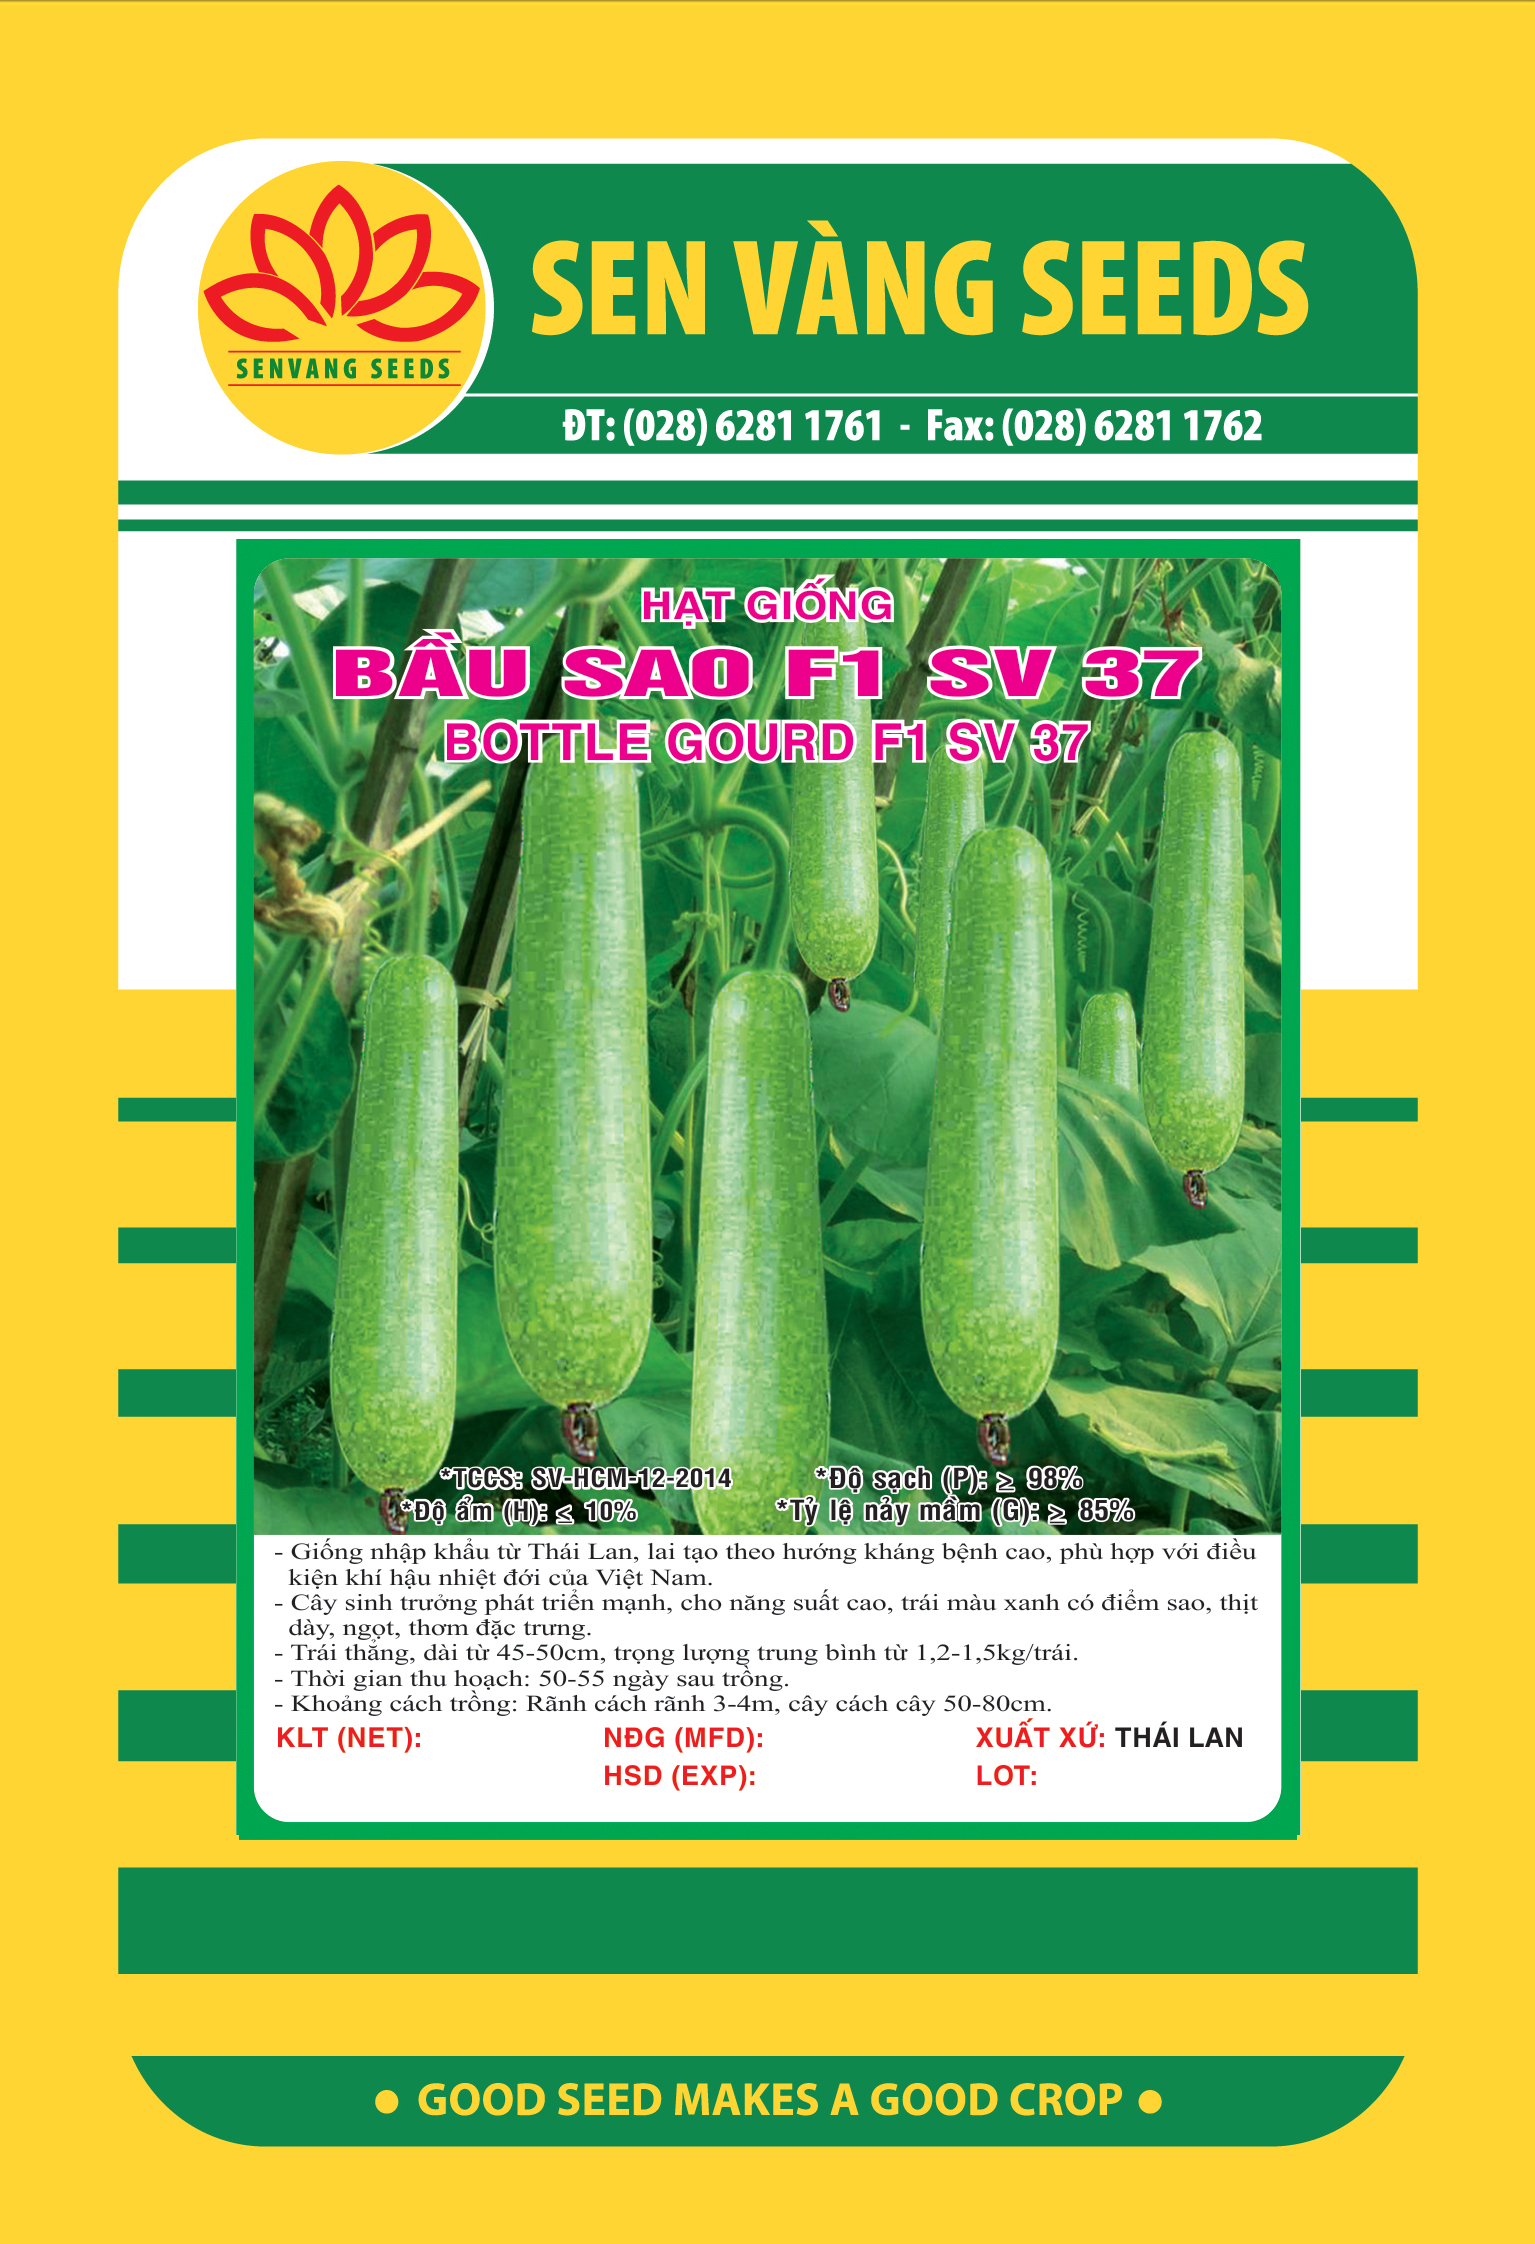 SENVANG SEEDS
SEN VÀNG SEEDS
ĐT: (028) 6281 1761 - Fax: (028) 6281 1762
HẠT GIỐNG
BẦU SAO F1 SV 37
BOTTLE GOURD F1 SV 37
*TCCS: SV-HCM-12-2014 *Độ sạch (P): ≥ 98%
*Độ ẩm (H): ≤ 10% *Tỷ lệ nảy mầm (G): ≥ 85%
- Giống nhập khẩu từ Thái Lan, lai tạo theo hướng kháng bệnh cao, phù hợp với điều
kiện khí hậu nhiệt đới của Việt Nam.
- Cây sinh trưởng phát triển mạnh, cho năng suất cao, trái màu xanh có điểm sao, thịt
dày, ngọt, thơm đặc trưng.
- Trái thẳng, dài từ 45-50cm, trọng lượng trung bình từ 1,2-1,5kg/trái.
- Thời gian thu hoạch: 50-55 ngày sau trồng.
- Khoảng cách trồng: Rãnh cách rãnh 3-4m, cây cách cây 50-80cm.
KLT (NET): NĐG (MFD): XUẤT XỨ: THÁI LAN
HSD (EXP): LOT:
● GOOD SEED MAKES A GOOD CROP ●